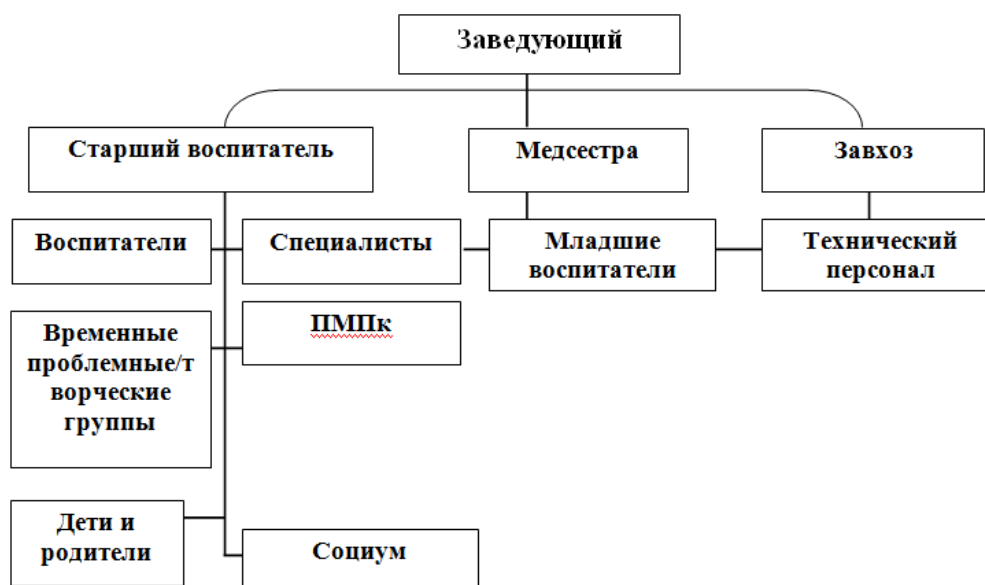 Заведующий
Старший воспитатель
Медсестра
Завхоз
Воспитатели
Специалисты
Младшие
воспитатели
Технический
персонал
Временные
проблемные/т
ворческие
группы
ПМПк
Дети и
родители
Социум